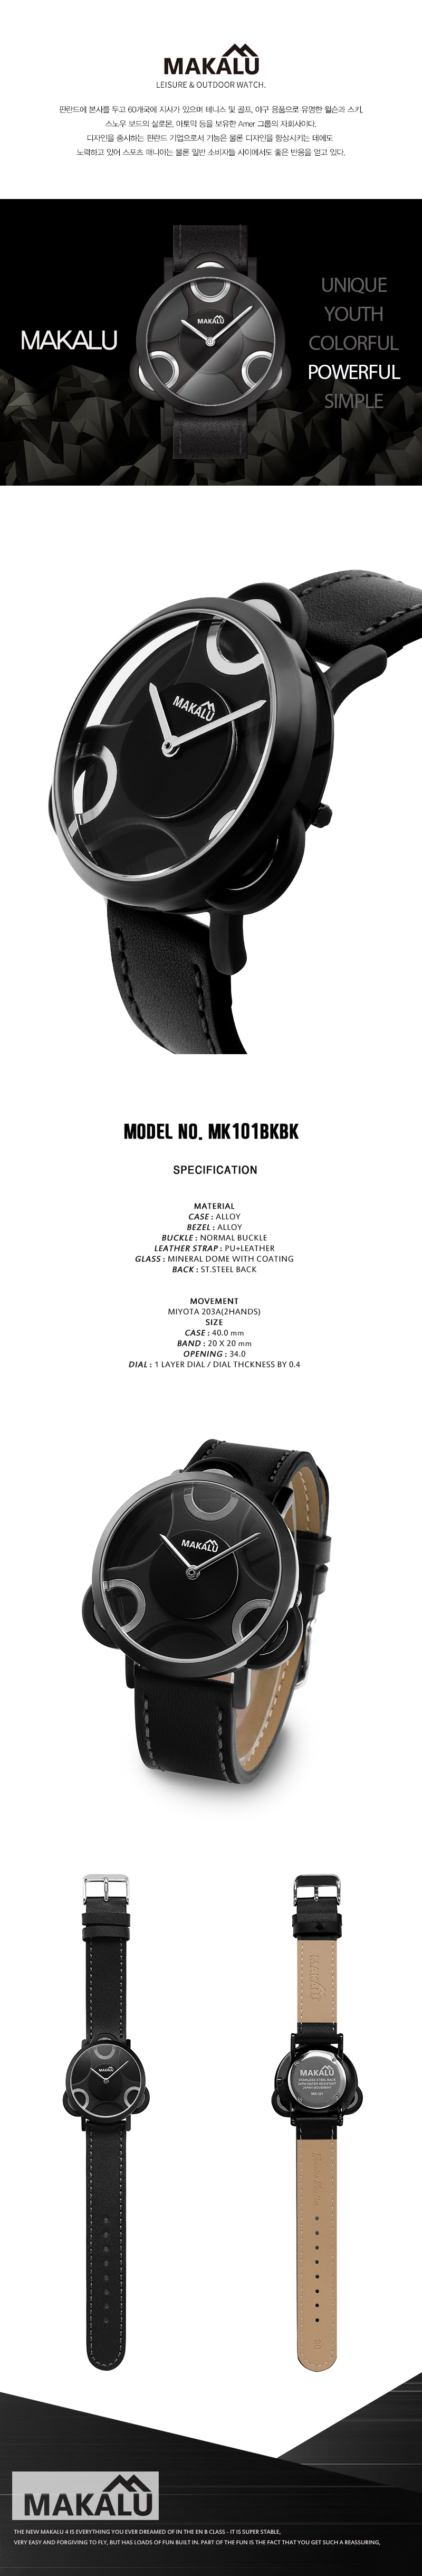 MAKALU
LEISURE & OUTDOOR WATCH.
핀란드에 본사를 두고 60개국에 지사가 있으며 테니스 및 골프, 야구 용품으로 유명한 윌슨과 스키,
스노우 보드의 살로몬, 아토믹 등을 보유한 Amer 그룹의 자회사이다.
디자인을 중시하는 핀란드 기업으로서 기능은 물론 디자인을 향상시키는 데에도
노력하고 있어 스포츠 매니아는 물론 일반 소비자들 사이에서도 좋은 반응을 얻고 있다.
MAKALU
MAKALU
UNIQUE
YOUTH
COLORFUL
POWERFUL
SIMPLE
MAKALU
MODEL NO. MK101BKBK
SPECIFICATION
MATERIAL
CASE : ALLOY
BEZEL : ALLOY
BUCKLE : NORMAL BUCKLE
LEATHER STRAP : PU+LEATHER
GLASS : MINERAL DOME WITH COATING
BACK : ST.STEEL BACK
MOVEMENT
MIYOTA 203A(2HANDS)
SIZE
CASE : 40.0 mm
BAND : 20 X 20 mm
OPENING : 34.0
DIAL : 1 LAYER DIAL / DIAL THCKNESS BY 0.4
MAKALU
MAKALU
MAKALU
MAKALU
STAINLESS STEEL BACK
JAPAN MOVEMENT
MK101
MAKALU
THE NEW MAKALU 4 IS EVERYTHING YOU EVER DREAMED OF IN THE EN B CLASS - IT IS SUPER STABLE,
VERY EASY AND FORGIVING TO FLY, BUT HAS LOADS OF FUN BUILT IN. PART OF THE FUN IS THE FACT THAT YOU GET SUCH A REASSURING,